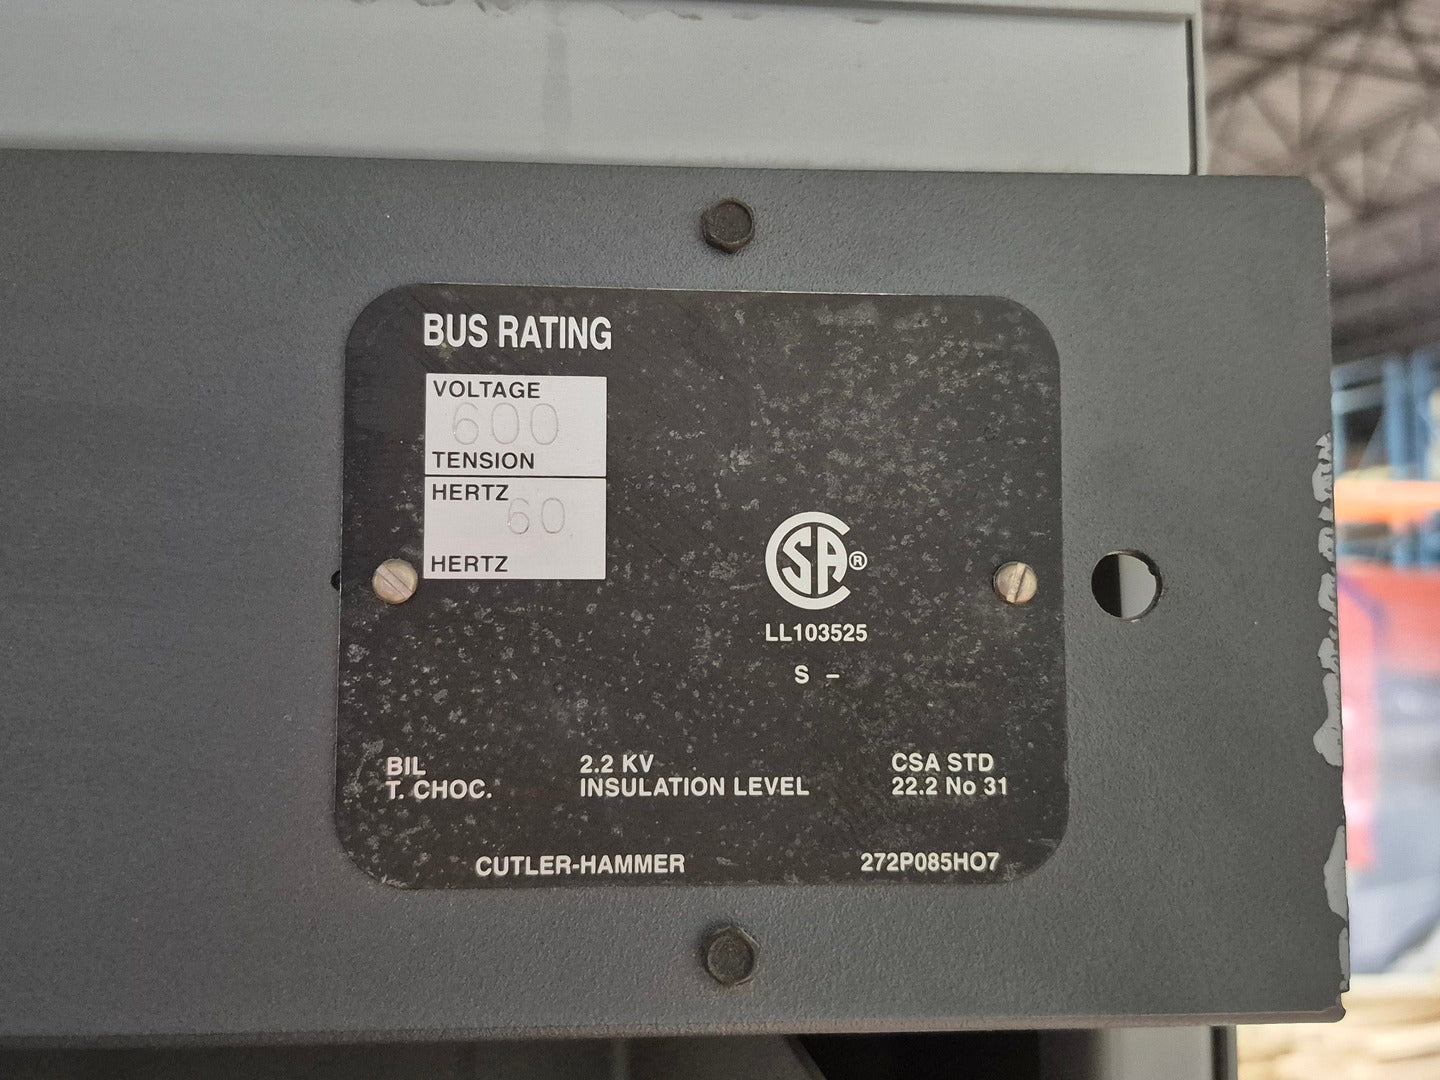 BUS RATING
VOLTAGE
600
TENSION
HERTZ
60
HERTZ
CSA ®
LL103525
S –
BIL 2.2 KV CSA STD
T. CHOC. INSULATION LEVEL 22.2 No 31
CUTLER-HAMMER 272P085HO7